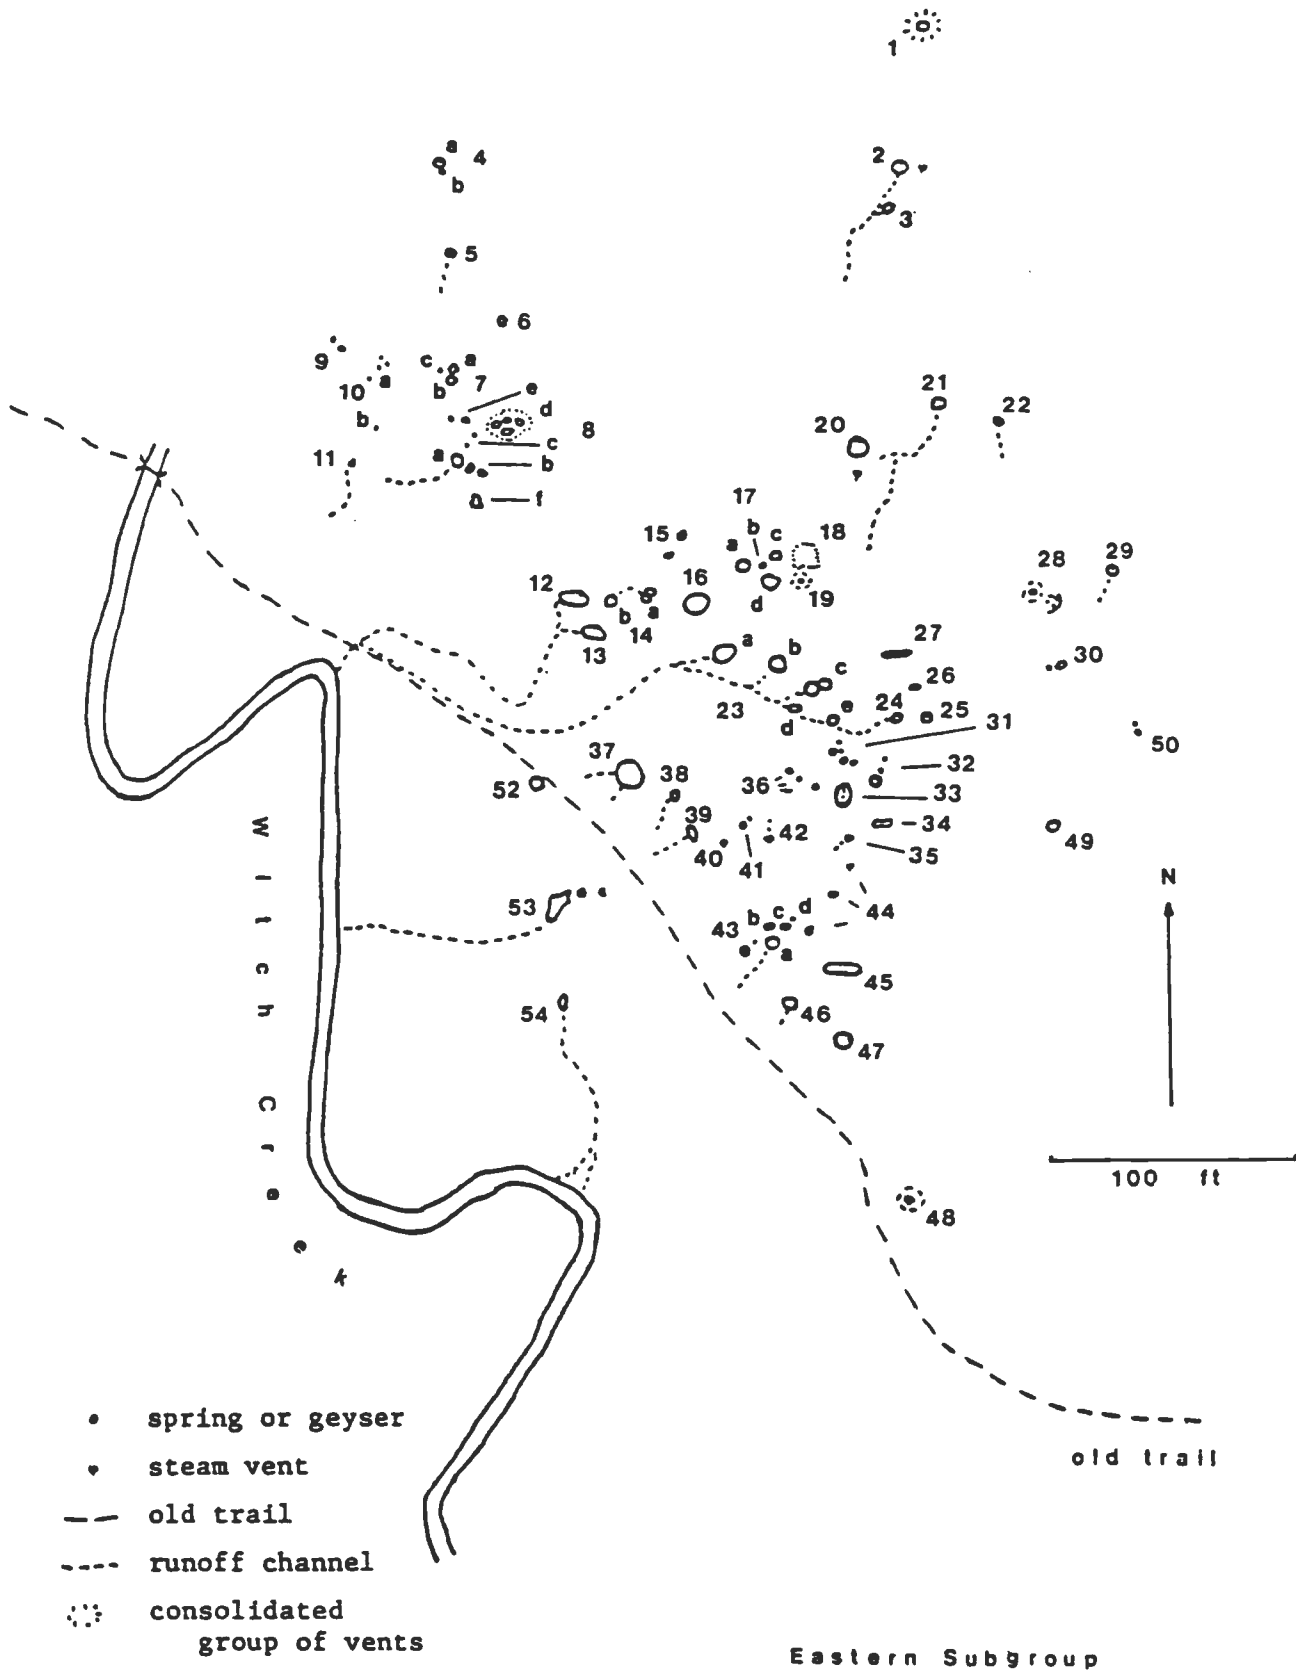 1
a 4
b
2
3
5
6
9
c a
10 a b 7
e
d
b 8
c
11 a b
f
21
22
20
17
15 b c 18
a
12 16 28 29
b a d 19
14
13 a 27
b
c 30
26
23 e 24 25
d 31
50
37 32
52 38 36 33
39 42 34 49
40 41 35
N
53 b c d 44
43 a
45
54 46
47
100 ft
48
Witch Creek
old trail
spring or geyser
steam vent
old trail
runoff channel
consolidated
group of vents
Eastern Subgroup